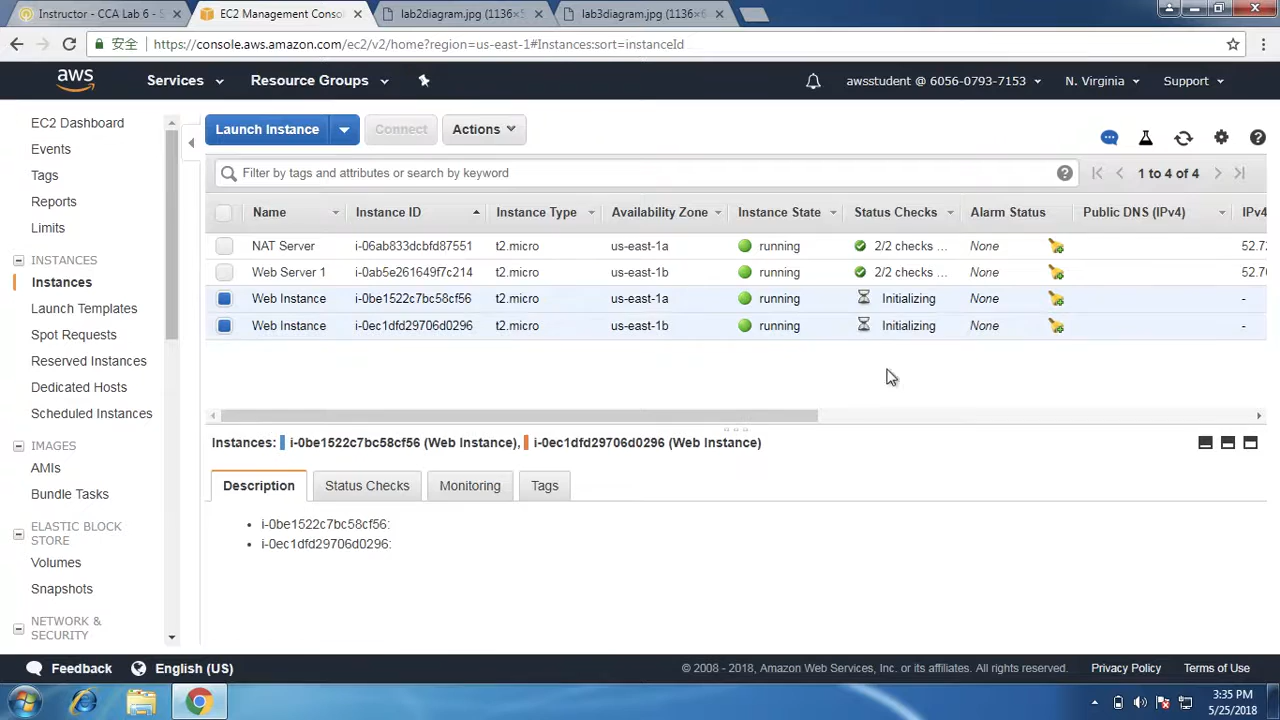 Instructor - CCA Lab 6 - S
EC2 Management Conso
lab2diagram.jpg (1136×5
lab3diagram.jpg (1136×6
安全
https://console.aws.amazon.com/ec2/v2/home?region=us-east-1#Instances:sort=instanceId
aws
Services
Resource Groups
awsstudent @ 6056-0793-7153
N. Virginia
Support
EC2 Dashboard
Events
Tags
Reports
Limits
INSTANCES
Instances
Launch Templates
Spot Requests
Reserved Instances
Dedicated Hosts
Scheduled Instances
IMAGES
AMIs
Bundle Tasks
ELASTIC BLOCK
STORE
Volumes
Snapshots
NETWORK &
SECURITY
Launch Instance
Connect
Actions
Filter by tags and attributes or search by keyword
1 to 4 of 4
Name Instance ID Instance Type Availability Zone Instance State Status Checks Alarm Status Public DNS (IPv4) IPv4
NAT Server i-06ab833dcbfd87551 t2.micro us-east-1a running 2/2 checks ... None 52.72
Web Server 1 i-0ab5e261649f7c214 t2.micro us-east-1b running 2/2 checks ... None 52.70
Web Instance i-0be1522c7bc58cf56 t2.micro us-east-1a running Initializing None -
Web Instance i-0ec1dfd29706d0296 t2.micro us-east-1b running Initializing None -
Instances: i-0be1522c7bc58cf56 (Web Instance), i-0ec1dfd29706d0296 (Web Instance)
Description
Status Checks
Monitoring
Tags
• i-0be1522c7bc58cf56:
• i-0ec1dfd29706d0296:
Feedback
English (US)
© 2008 - 2018, Amazon Web Services, Inc. or its affiliates. All rights reserved.
Privacy Policy
Terms of Use
3:35 PM
5/25/2018